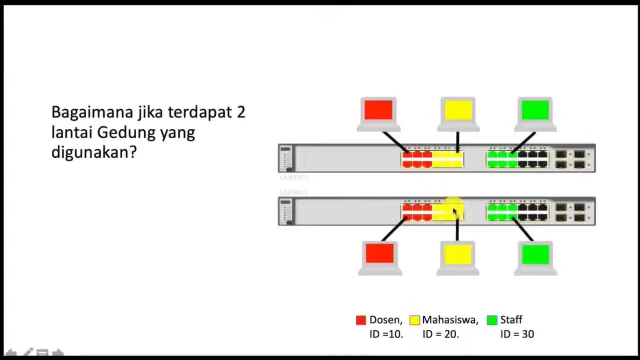 Bagaimana jika terdapat 2
lantai Gedung yang
digunakan?
Dosen,
ID =10.
Mahasiswa,
ID = 20.
Staff
ID = 30